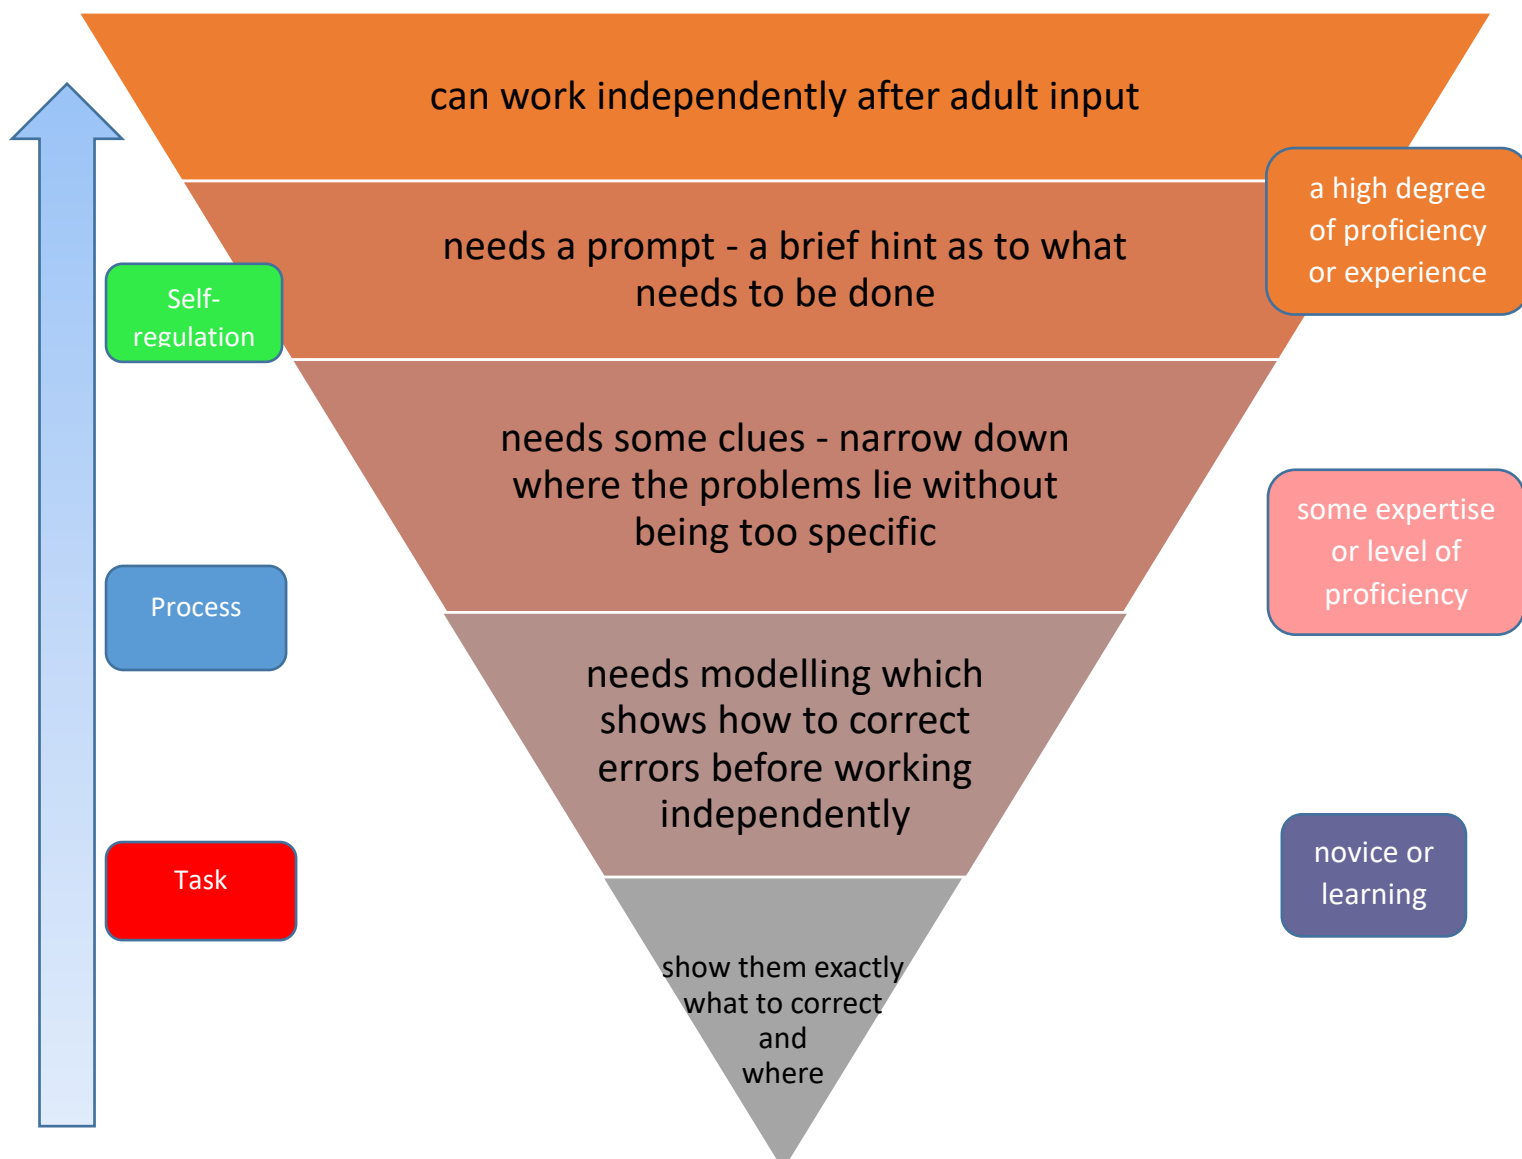 can work independently after adult input
needs a prompt - a brief hint as to what
needs to be done
needs some clues - narrow down
where the problems lie without
being too specific
needs modelling which
shows how to correct
errors before working
independently
show them exactly
what to correct
and
where
Self-
regulation
Process
Task
a high degree
of proficiency
or experience
some expertise
or level of
proficiency
novice or
learning